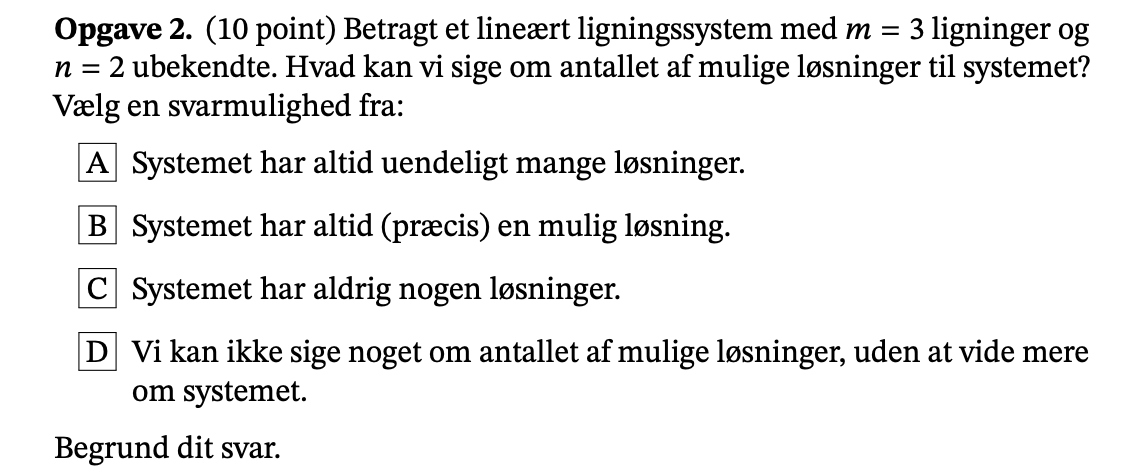 Opgave 2. (10 point) Betragt et lineært ligningssystem med m = 3 ligninger og
n = 2 ubekendte. Hvad kan vi sige om antallet af mulige løsninger til systemet?
Vælg en svarmulighed fra:
A Systemet har altid uendeligt mange løsninger.
B Systemet har altid (præcis) en mulig løsning.
C Systemet har aldrig nogen løsninger.
D Vi kan ikke sige noget om antallet af mulige løsninger, uden at vide mere
om systemet.
Begrund dit svar.